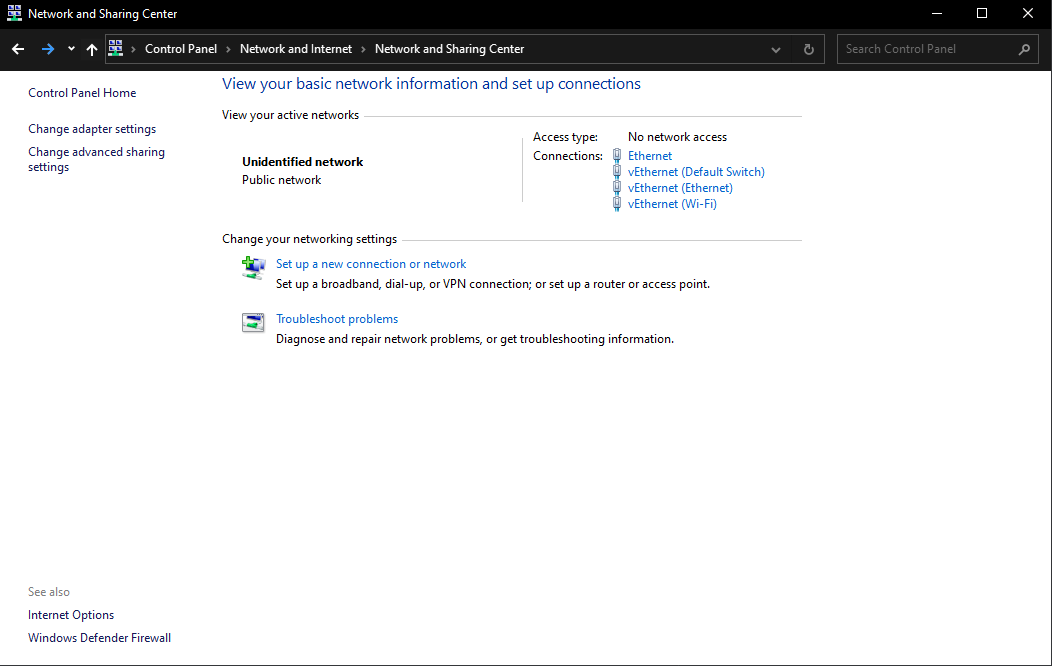 Network and Sharing Center
Control Panel > Network and Internet > Network and Sharing Center
Search Control Panel
Control Panel Home
Change adapter settings
Change advanced sharing
settings
View your basic network information and set up connections
View your active networks
Unidentified network
Public network
Access type: No network access
Connections: Ethernet
vEthernet (Default Switch)
vEthernet (Ethernet)
vEthernet (Wi-Fi)
Change your networking settings
Set up a new connection or network
Set up a broadband, dial-up, or VPN connection; or set up a router or access point.
Troubleshoot problems
Diagnose and repair network problems, or get troubleshooting information.
See also
Internet Options
Windows Defender Firewall